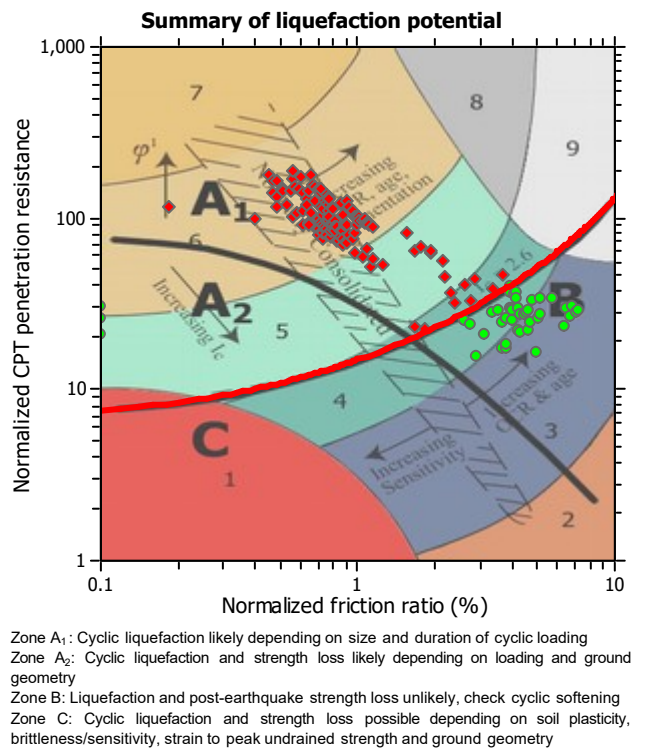 Summary of liquefaction potential
1,000
100
10
1
0.1
1
10
Normalized CPT penetration resistance
Normalized friction ratio (%)
7
8
9
φ'
A1
6
A2
5
4
C
1
B
3
2
Increasing
Consolidated
2.6
Increasing Ic
Increasing
Sensitivity
Increasing
& age
Zone A1: Cyclic liquefaction likely depending on size and duration of cyclic loading
Zone A2: Cyclic liquefaction and strength loss likely depending on loading and ground
geometry
Zone B: Liquefaction and post-earthquake strength loss unlikely, check cyclic softening
Zone C: Cyclic liquefaction and strength loss possible depending on soil plasticity,
brittleness/sensitivity, strain to peak undrained strength and ground geometry